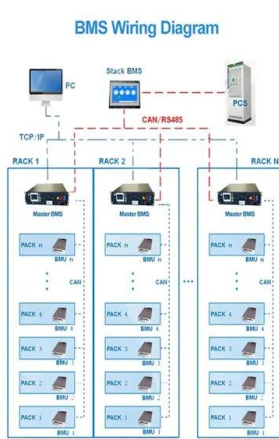 BMS Wiring Diagram
PC
Stack BMS
PCS
CAN/RS485
TCP/IP
RACK 1
RACK 2
RACK N
Master BMS
Master BMS
Master BMS
PACK n
BMU n
PACK n
BMU n
PACK n
BMU n
CAN
CAN
CAN
PACK 4
BMU 4
PACK 4
BMU 4
PACK 4
BMU 4
PACK 3
BMU 3
PACK 3
BMU 3
PACK 3
BMU 3
PACK 2
BMU 2
PACK 2
BMU 2
PACK 2
BMU 2
PACK 1
BMU 1
PACK 1
BMU 1
PACK 1
BMU 1